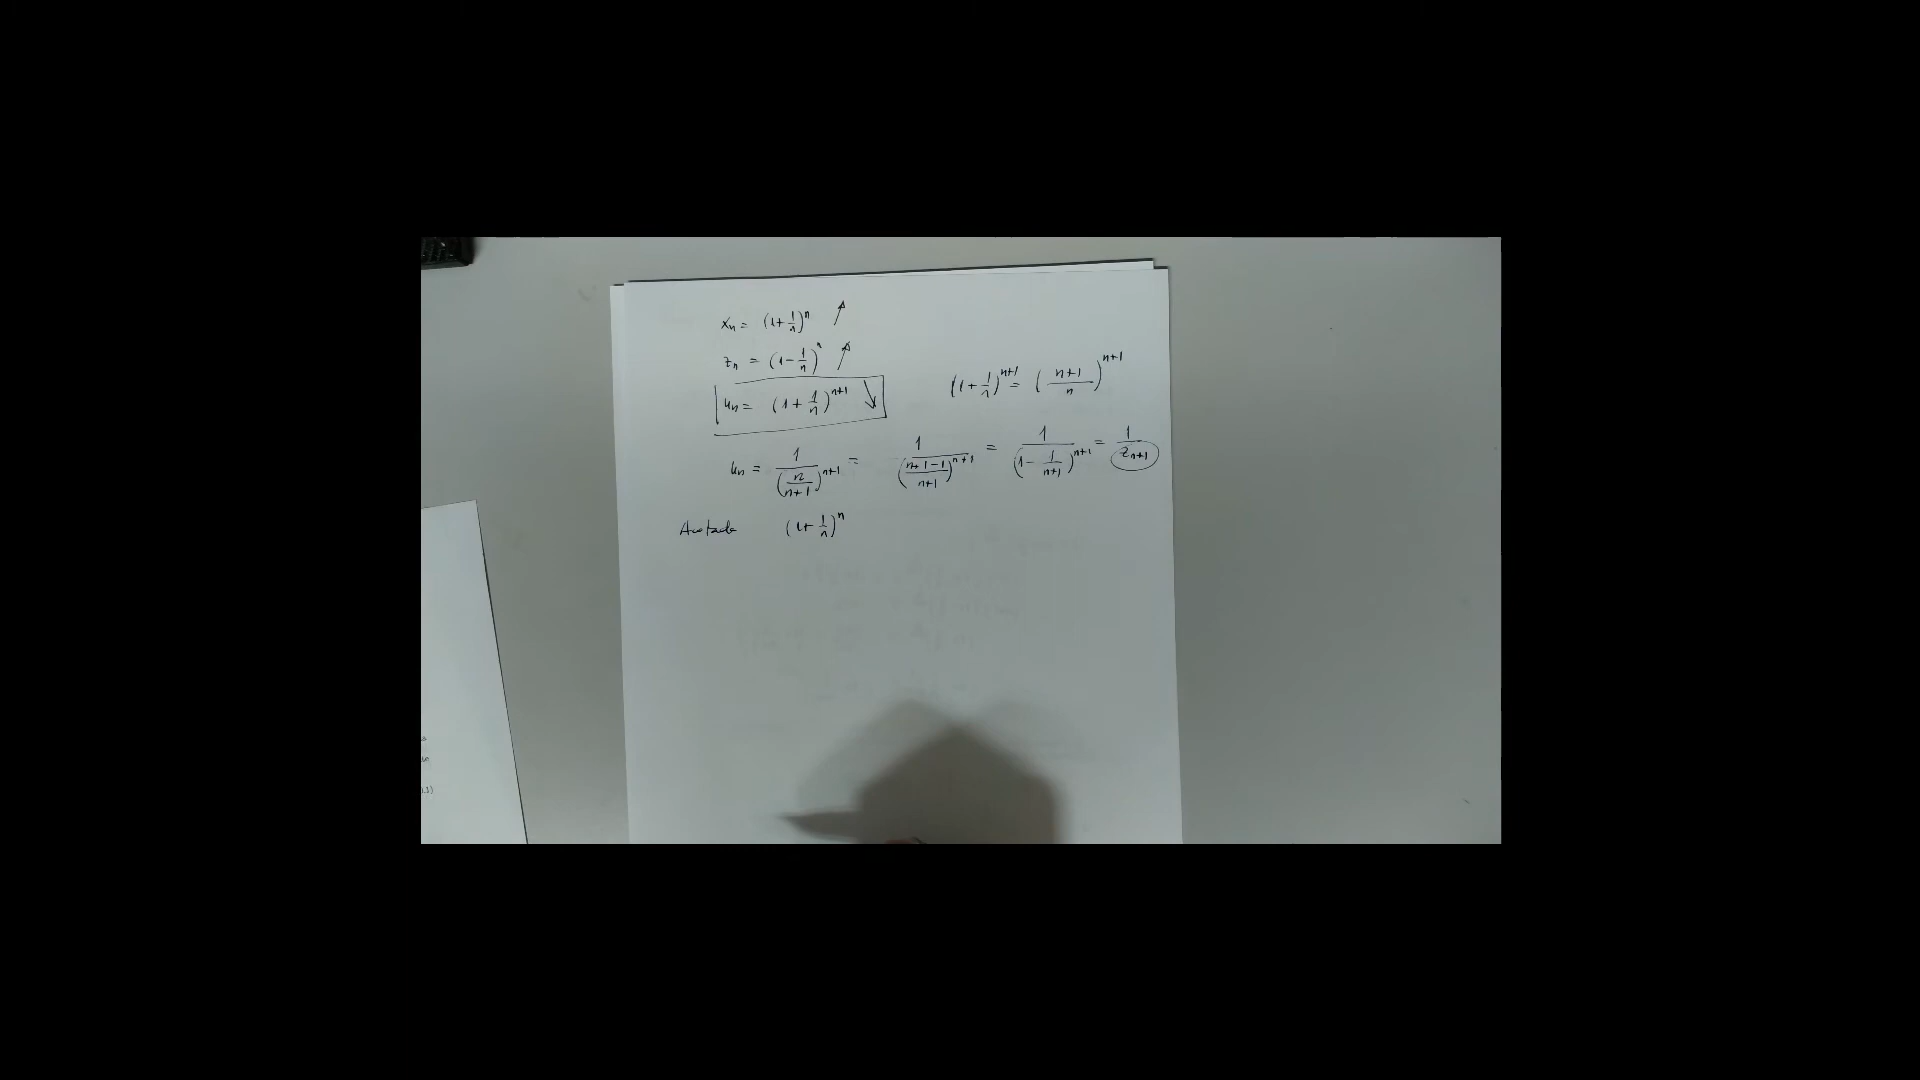 xₙ = (1+1/n)ⁿ ↗
zₙ = (1-1/n)ⁿ ↗
uₙ = (1+1/n)ⁿ⁺¹ ↘
(1+1/n)ⁿ⁺¹ = (n+1/n)ⁿ⁺¹
uₙ = 1/(n/n+1)ⁿ⁺¹ = 1/(n+1-1/n+1)ⁿ⁺¹ = 1/(1-1/n+1)ⁿ⁺¹ = 1/zₙ₊₁
Acotada (1+1/n)ⁿ